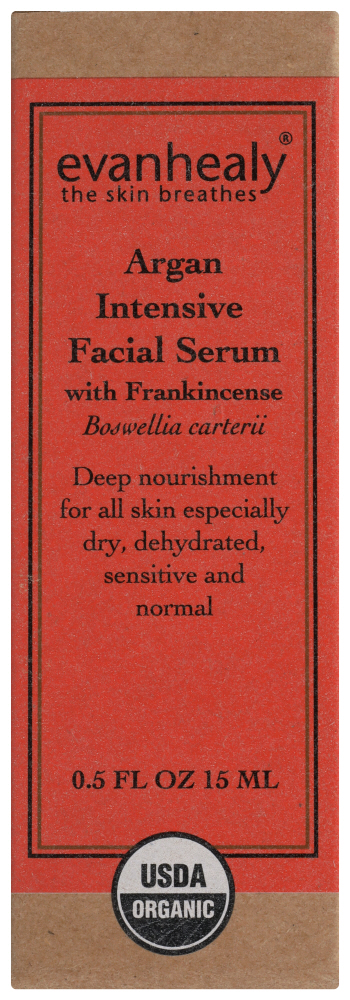 evanhealy®
the skin breathes
Argan
Intensive
Facial Serum
with Frankincense
Boswellia carterii
Deep nourishment
for all skin especially
dry, dehydrated,
sensitive and
normal
0.5 FL OZ 15 ML
USDA
ORGANIC